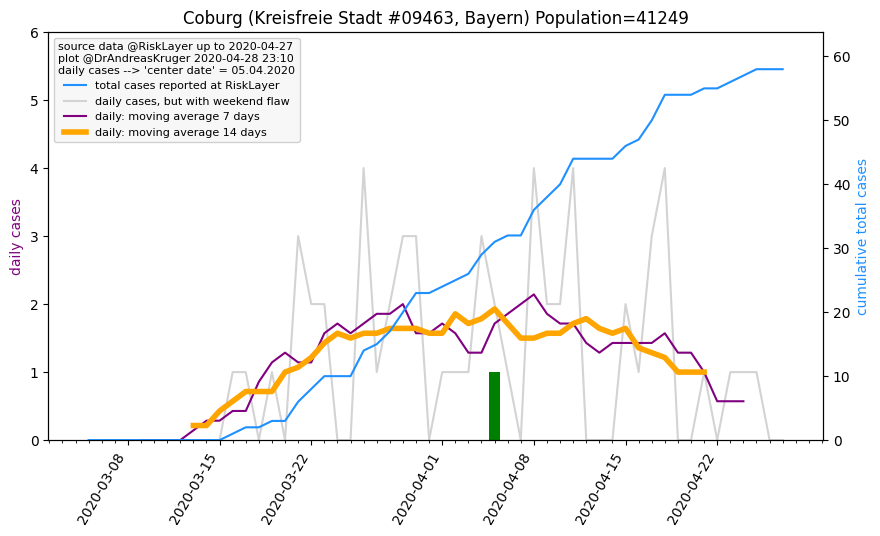 Coburg (Kreisfreie Stadt #09463, Bayern) Population=41249
source data @RiskLayer up to 2020-04-27
plot @DrAndreasKruger 2020-04-28 23:10
daily cases --> 'center date' = 05.04.2020
total cases reported at RiskLayer
daily cases, but with weekend flaw
daily: moving average 7 days
daily: moving average 14 days
daily cases
6
5
4
3
2
1
0
cumulative total cases
60
50
40
30
20
10
0
2020-03-08
2020-03-15
2020-03-22
2020-04-01
2020-04-08
2020-04-15
2020-04-22